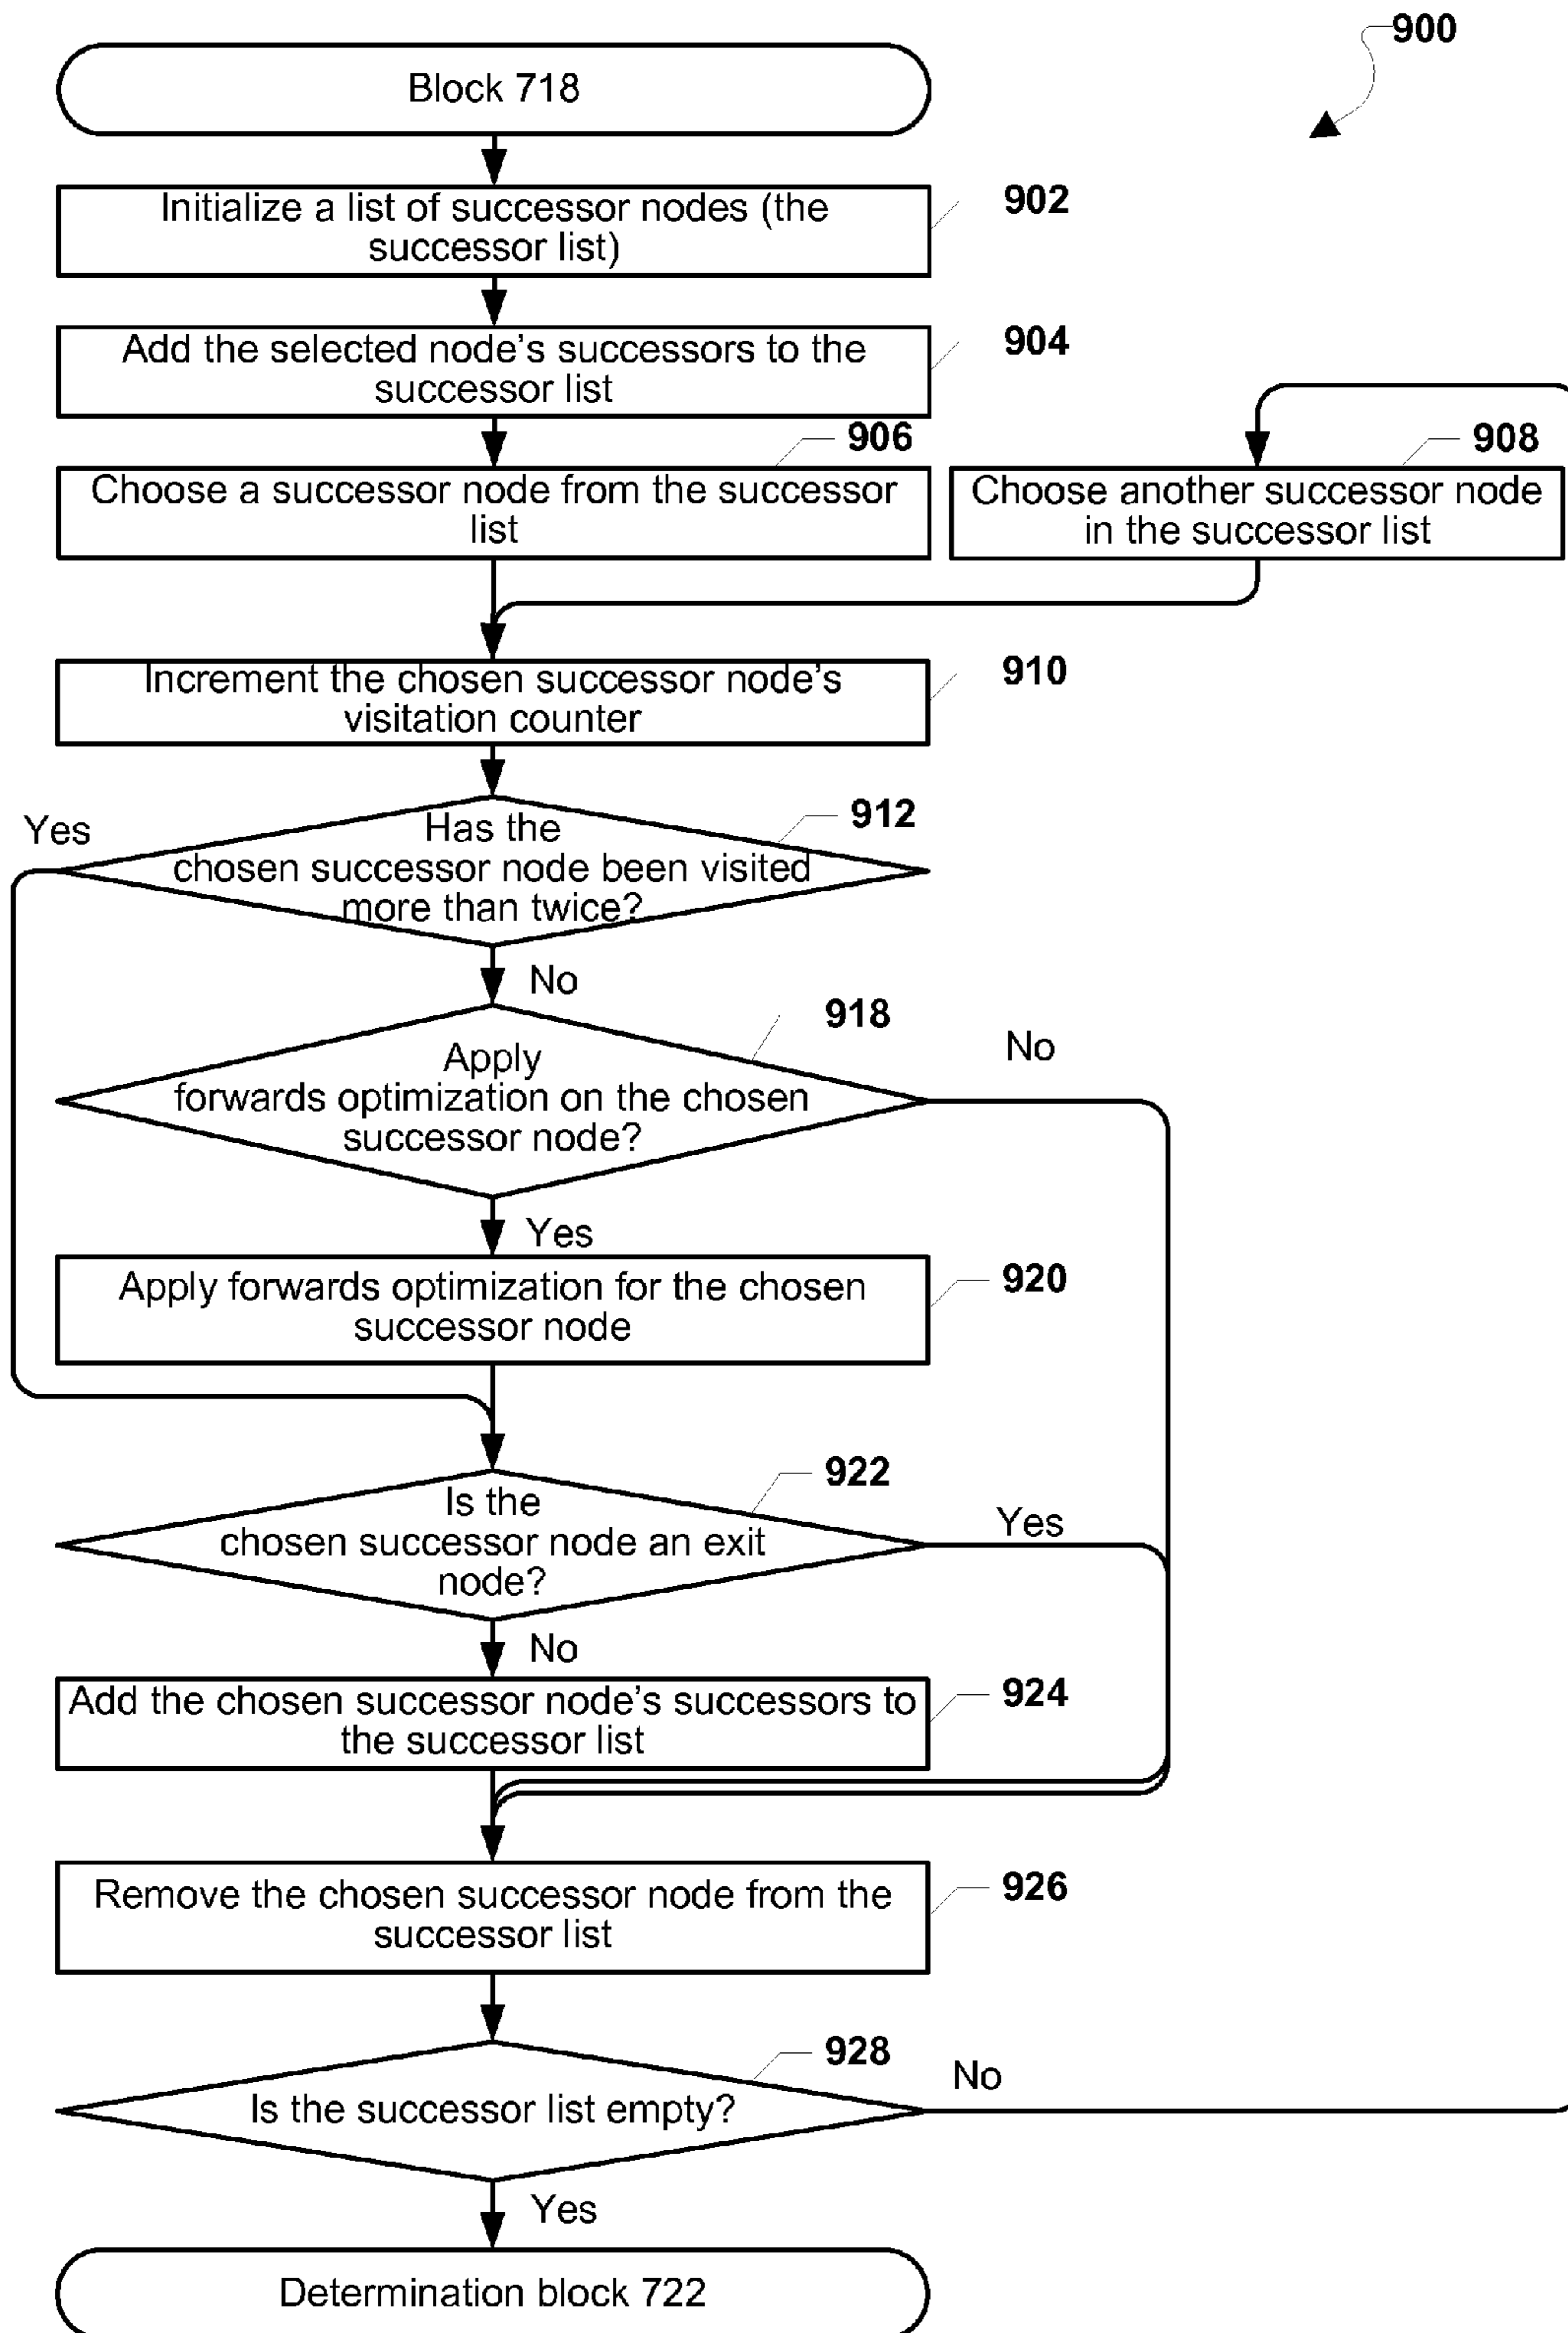 900
Block 718
902
Initialize a list of successor nodes (the
successor list)
904
Add the selected node's successors to the
successor list
906
Choose a successor node from the successor
list
908
Choose another successor node
in the successor list
910
Increment the chosen successor node's
visitation counter
912
Yes
Has the
chosen successor node been visited
more than twice?
No
918
No
Apply
forwards optimization on the chosen
successor node?
Yes
920
Apply forwards optimization for the chosen
successor node
922
Is the
chosen successor node an exit
node?
Yes
No
924
Add the chosen successor node's successors to
the successor list
926
Remove the chosen successor node from the
successor list
928
No
Is the successor list empty?
Yes
Determination block 722